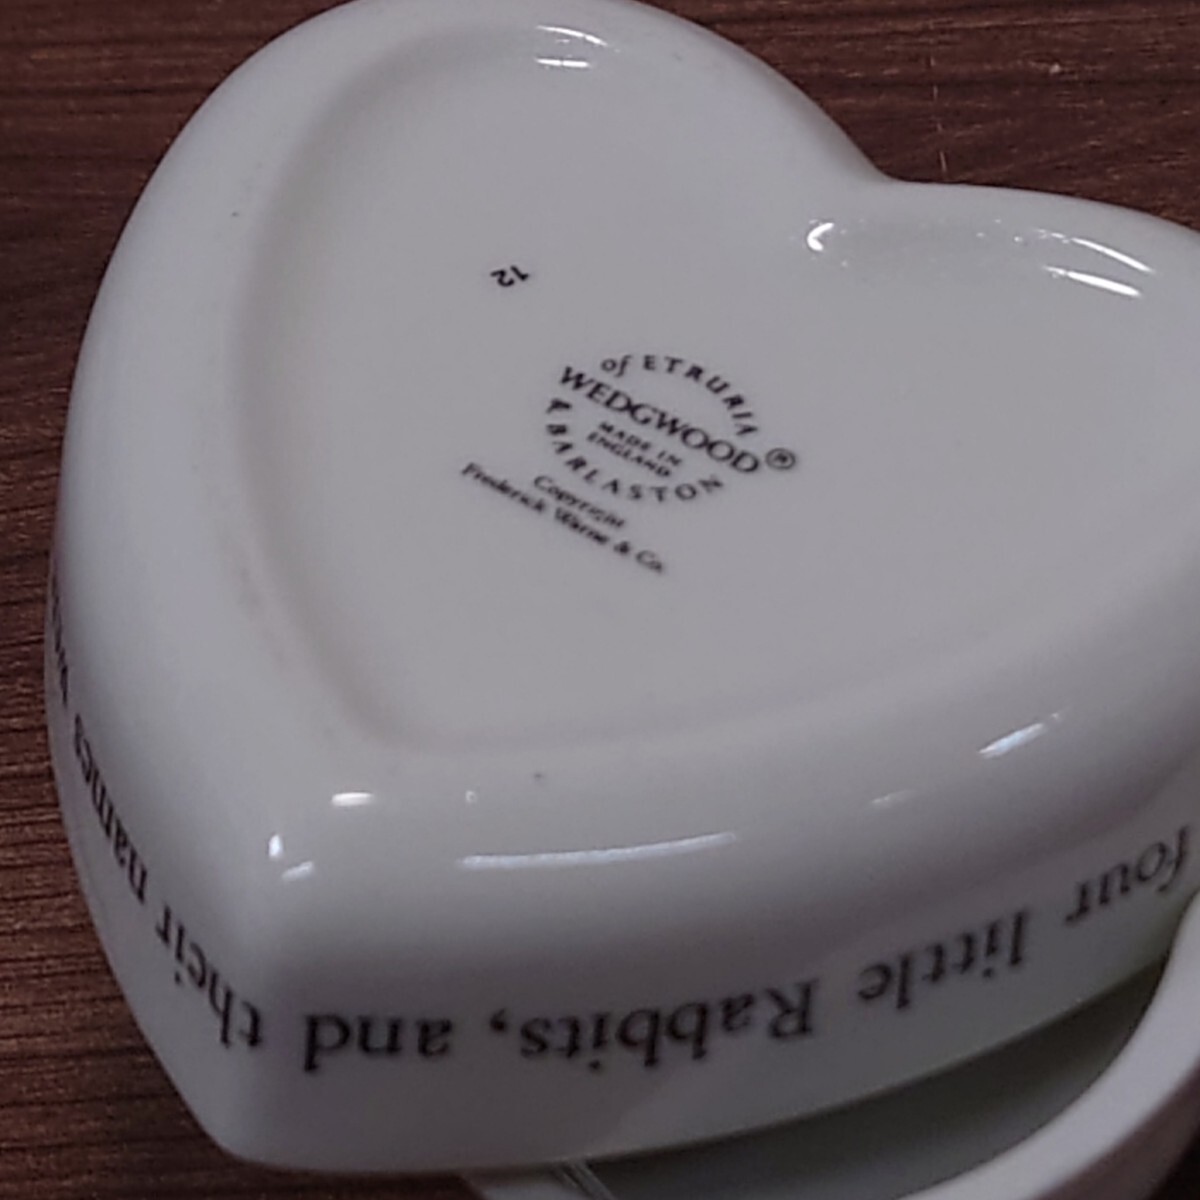 12
of ETRURIA
WEDGWOOD®
MADE IN
ENGLAND
& BARLASTON
Copyright
Frederick Warne & Co.
four little Rabbits, and their names